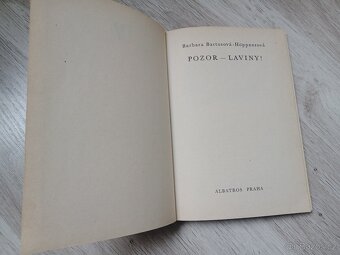 Barbara Bartosová-Höppnerová
POZOR – LAVINY!
ALBATROS PRAHA